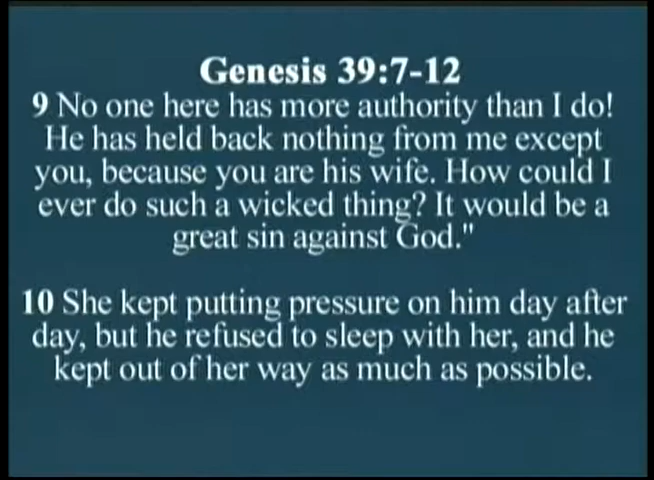 Genesis 39:7-12
9 No one here has more authority than I do!
He has held back nothing from me except
you, because you are his wife. How could I
ever do such a wicked thing? It would be a
great sin against God."
10 She kept putting pressure on him day after
day, but he refused to sleep with her, and he
kept out of her way as much as possible.